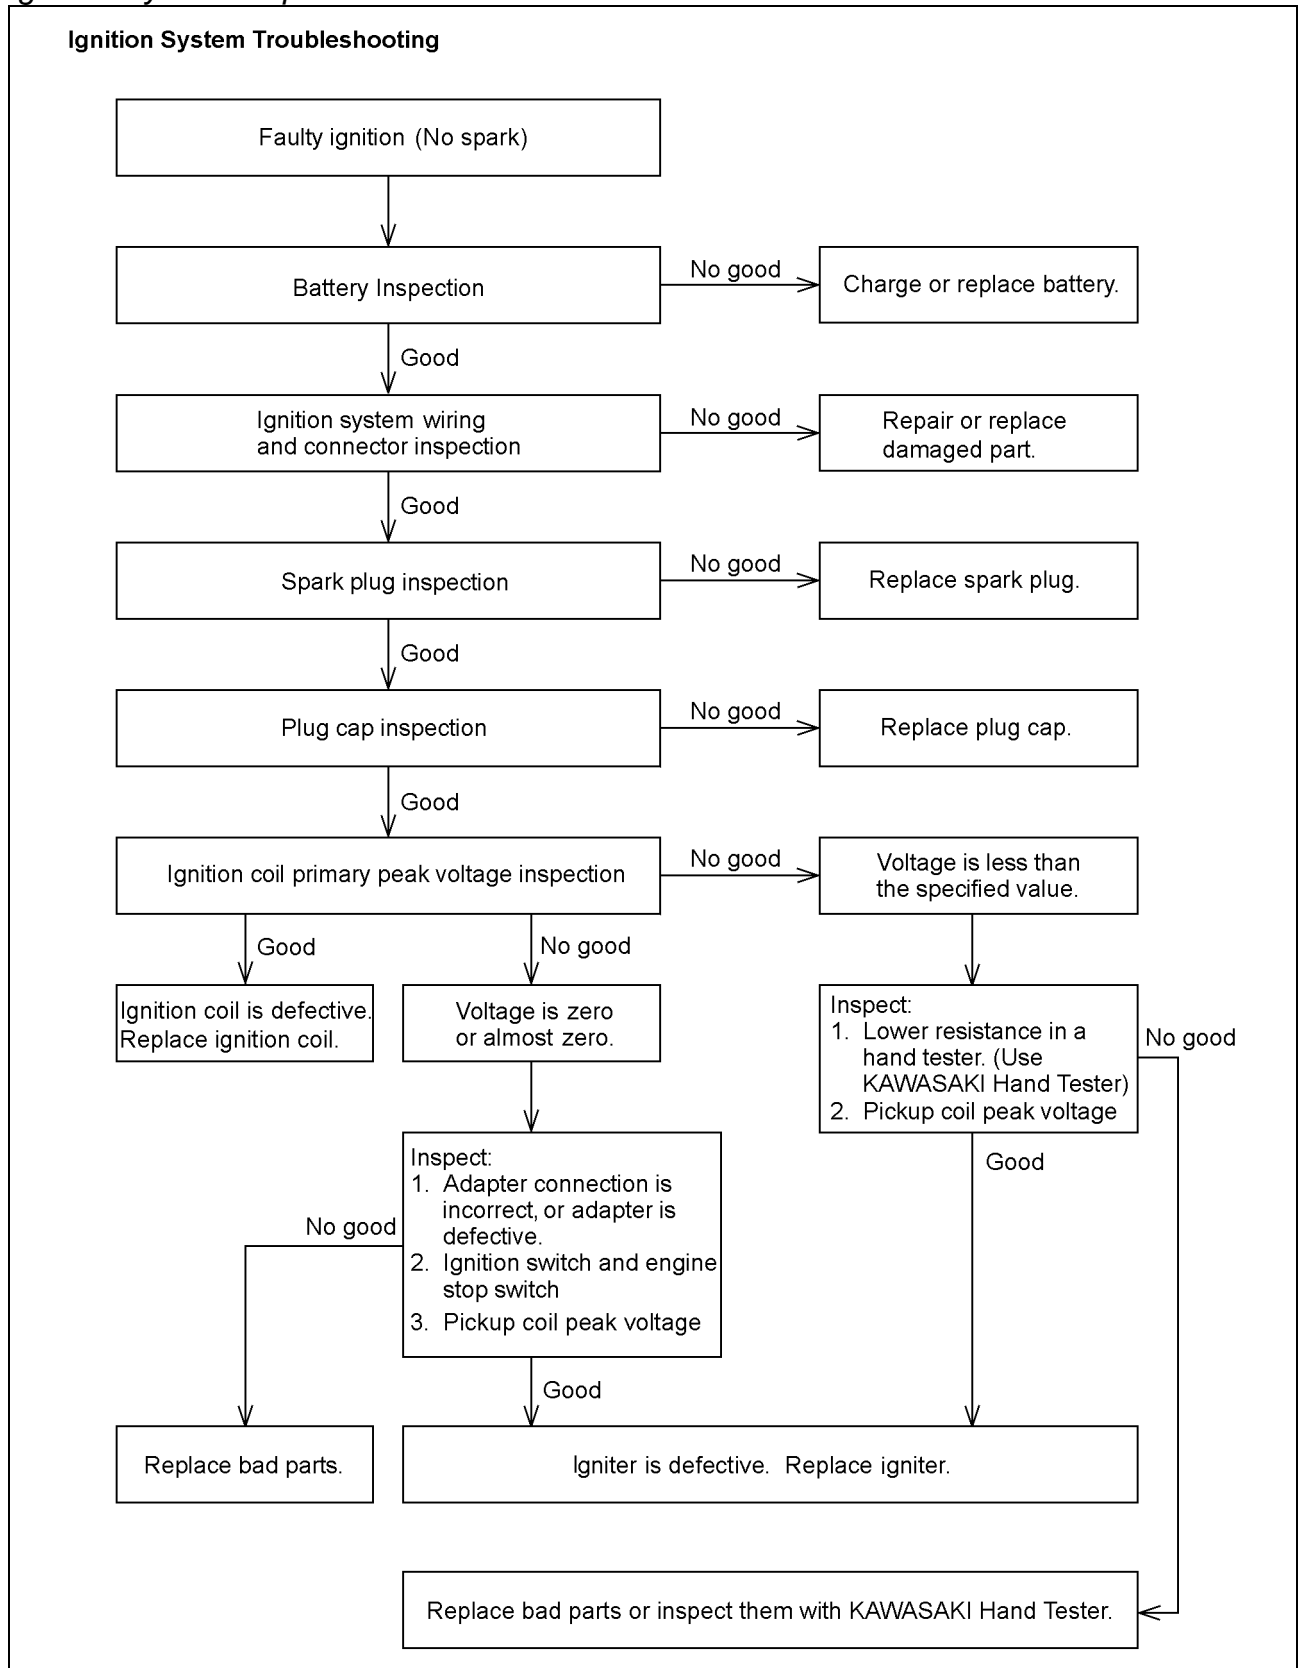 Ignition System Troubleshooting
Faulty ignition (No spark)
Battery Inspection
No good
Charge or replace battery.
Good
Ignition system wiring
and connector inspection
No good
Repair or replace
damaged part.
Good
Spark plug inspection
No good
Replace spark plug.
Good
Plug cap inspection
No good
Replace plug cap.
Good
Ignition coil primary peak voltage inspection
No good
Voltage is less than
the specified value.
Good
No good
Ignition coil is defective.
Replace ignition coil.
Voltage is zero
or almost zero.
Inspect:
1. Lower resistance in a
hand tester. (Use
KAWASAKI Hand Tester)
2. Pickup coil peak voltage
No good
Good
Inspect:
1. Adapter connection is
incorrect, or adapter is
defective.
2. Ignition switch and engine
stop switch
3. Pickup coil peak voltage
No good
Good
Replace bad parts.
Igniter is defective. Replace igniter.
Replace bad parts or inspect them with KAWASAKI Hand Tester.